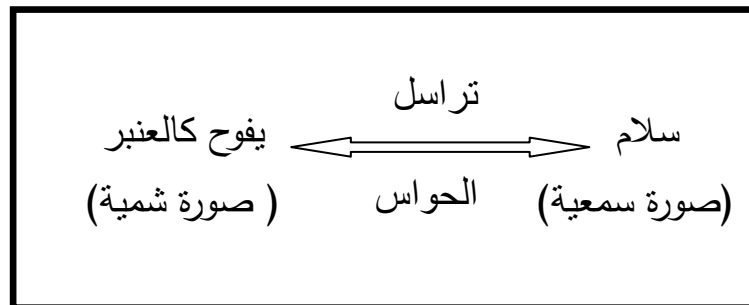 تراسل
سلام يفوح كالعنبر
الحواس
(صورة سمعية) ( صورة شمية)